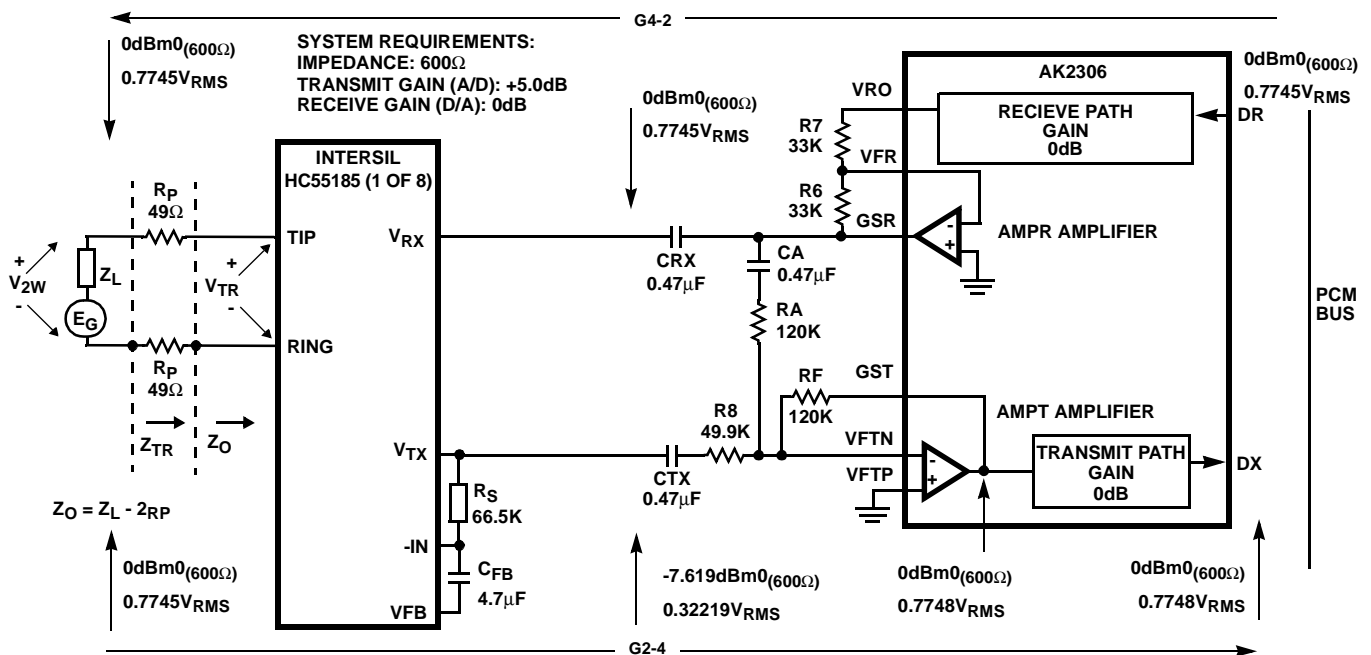 G4-2
0dBm0(600Ω)
0.7745VRMS
SYSTEM REQUIREMENTS:
IMPEDANCE: 600Ω
TRANSMIT GAIN (A/D): +5.0dB
RECEIVE GAIN (D/A): 0dB
0dBm0(600Ω)
0.7745VRMS
AK2306
VRO
RECIEVE PATH
GAIN
0dB
0dBm0(600Ω)
0.7745VRMS
DR
R7
33K
VFR
R6
33K
GSR
AMPR AMPLIFIER
-
+
INTERSIL
HC55185 (1 OF 8)
RP
49Ω
TIP
VRX
CRX
0.47µF
CA
0.47µF
RA
120K
+
V2W
-
ZL
EG
+
VTR
-
RING
RP
49Ω
ZTR
ZO
PCM
BUS
GST
RF
120K
AMPT AMPLIFIER
R8
49.9K
VTX
CTX
0.47µF
VFTN
VFTP
-
+
TRANSMIT PATH
GAIN
0dB
DX
RS
66.5K
-IN
CFB
4.7µF
VFB
ZO = ZL - 2RP
0dBm0(600Ω)
0.7745VRMS
-7.619dBm0(600Ω)
0.32219VRMS
0dBm0(600Ω)
0.7748VRMS
0dBm0(600Ω)
0.7748VRMS
G2-4